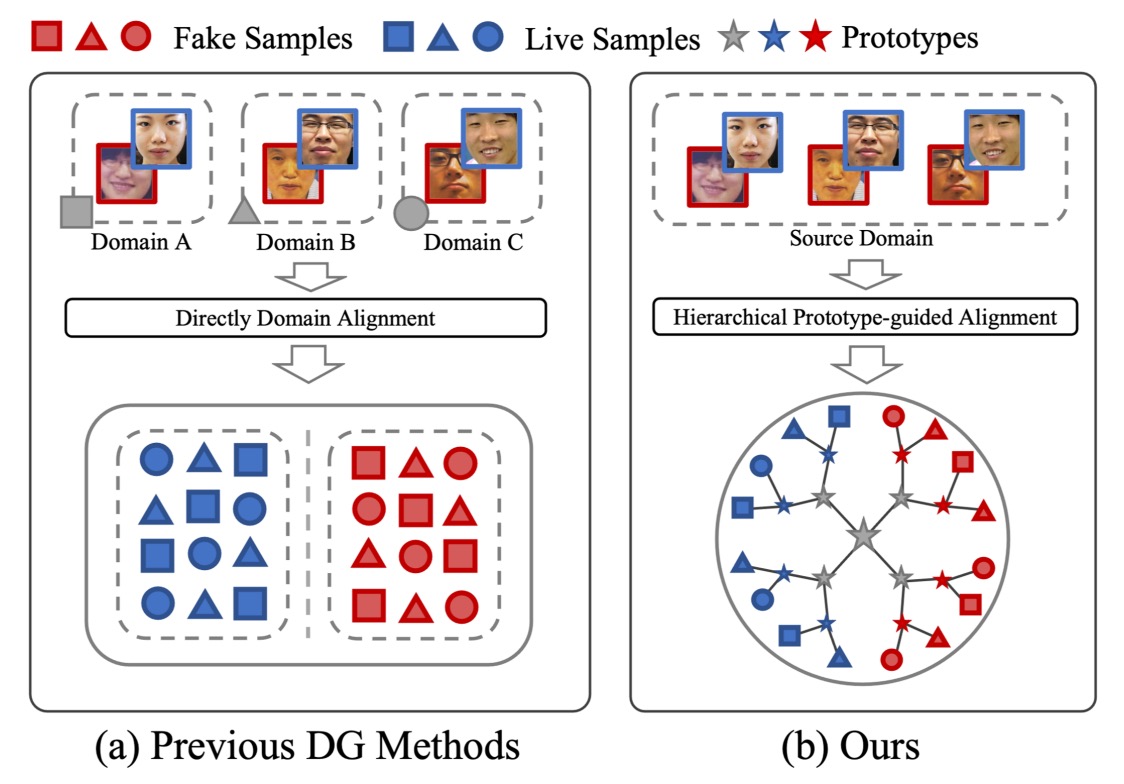 Fake Samples Live Samples Prototypes
Domain A Domain B Domain C
Directly Domain Alignment
(a) Previous DG Methods
Source Domain
Hierarchical Prototype-guided Alignment
(b) Ours